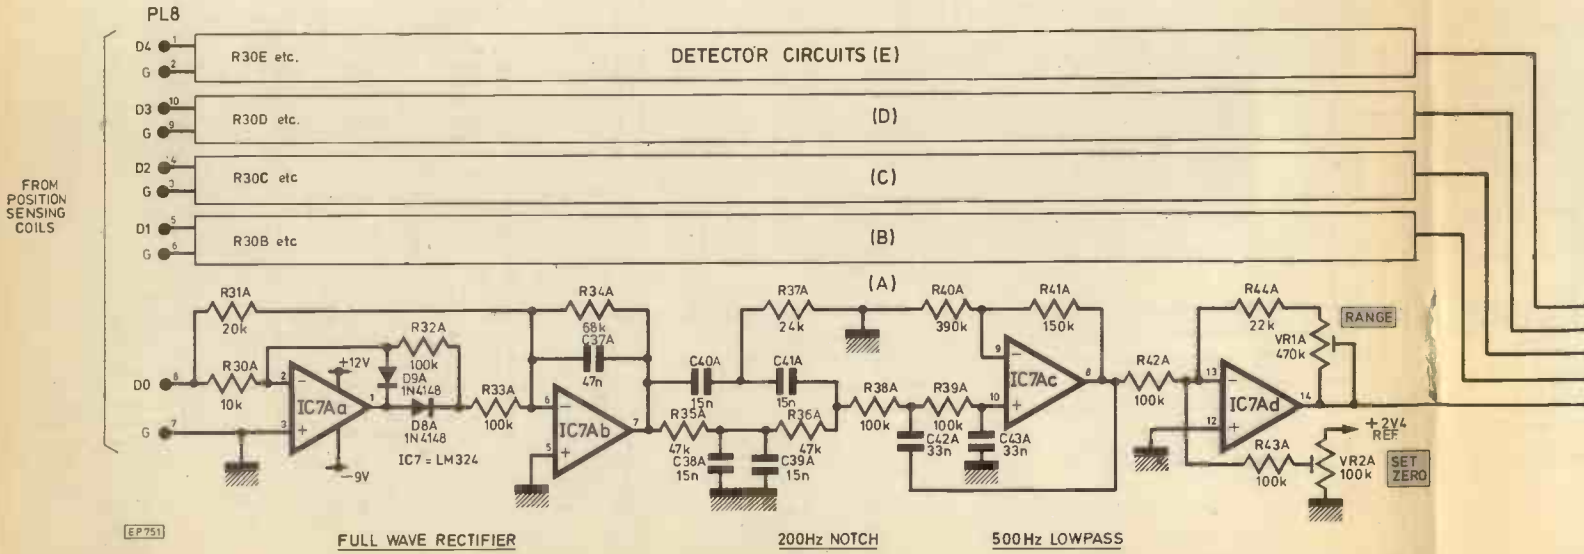 PL8
D4 1
G 2
R30E etc.
DETECTOR CIRCUITS (E)
D3 10
G 9
R30D etc.
(D)
D2 4
G 3
R30C etc
(C)
FROM
POSITION
SENSING
COILS
D1 5
G 6
R30B etc
(B)
(A)
R31A
20k
R34A
68k
C37A
47n
R37A
24k
R40A
390k
R41A
150k
R44A
22k
RANGE
VR1A
470k
R32A
100k
+12V
D9A
1N4148
D0 8
R30A
10k
2
−
IC7Aa
1
3
+
D8A
1N4148
G 7
−9V
IC7 = LM324
R33A
100k
6
−
IC7Ab
7
5
+
C40A
15n
C41A
15n
R35A
47k
R36A
47k
C38A
15n
C39A
15n
R38A
100k
R39A
100k
C42A
33n
C43A
33n
9
−
IC7Ac
8
10
+
R42A
100k
13
−
IC7Ad
14
12
+
R43A
100k
+2V4
REF.
VR2A
100k
SET
ZERO
EP751
FULL WAVE RECTIFIER
200Hz NOTCH
500Hz LOWPASS